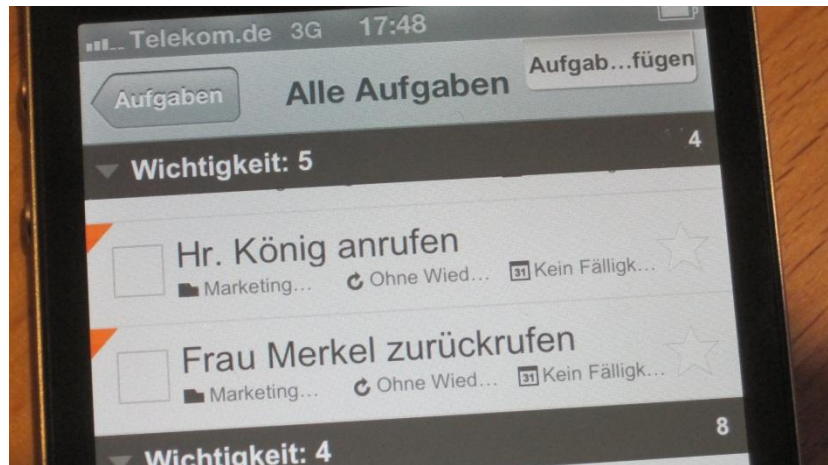 Telekom.de 3G 17:48
Aufgaben Alle Aufgaben Aufgab...fügen
Wichtigkeit: 5 4
Hr. König anrufen
Marketing... Ohne Wied... 31 Kein Fälligk...
Frau Merkel zurückrufen
Marketing... Ohne Wied... 31 Kein Fälligk...
Wichtigkeit: 4 8